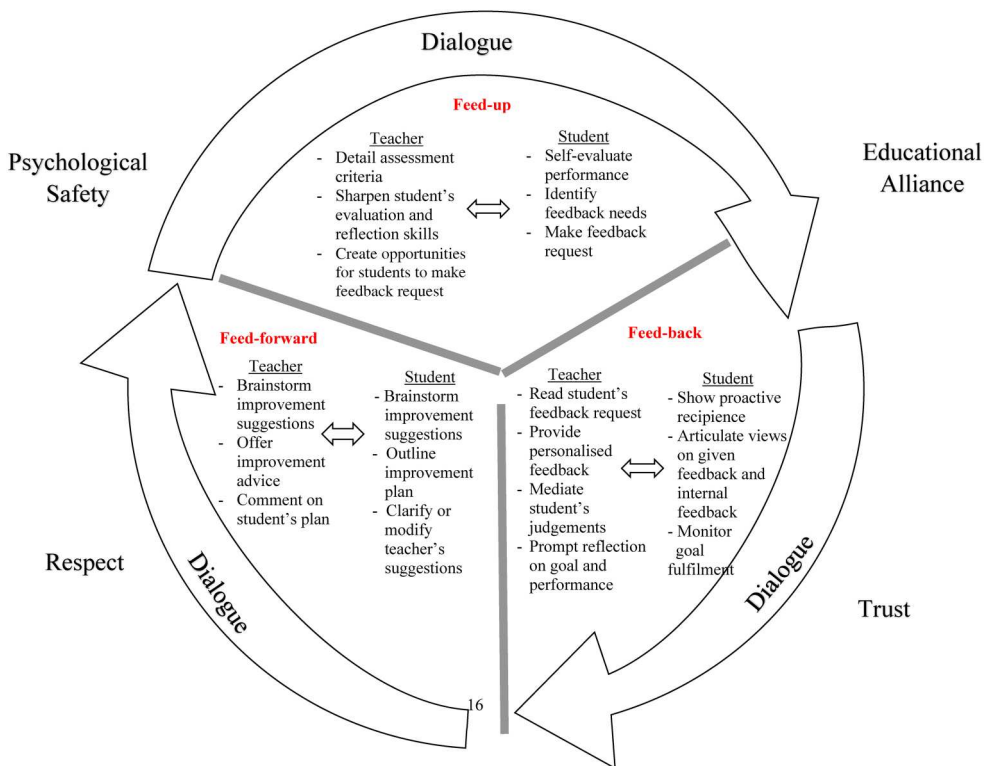 Dialogue
Feed-up
Psychological
Safety
Educational
Alliance
Teacher
- Detail assessment
criteria
- Sharpen student’s
evaluation and
reflection skills
- Create opportunities
for students to make
feedback request
Student
- Self-evaluate
performance
- Identify
feedback needs
- Make feedback
request
Feed-forward
Teacher
- Brainstorm
improvement
suggestions
- Offer
improvement
advice
- Comment on
student’s plan
Student
- Brainstorm
improvement
suggestions
- Outline
improvement
plan
- Clarify or
modify
teacher’s
suggestions
Feed-back
Teacher
- Read student’s
feedback request
- Provide
personalised
feedback
- Mediate
student’s
judgements
- Prompt reflection
on goal and
performance
Student
- Show proactive
recipience
- Articulate views
on given
feedback and
internal
feedback
- Monitor
goal
fulfilment
Respect
Dialogue
Dialogue
Trust
16